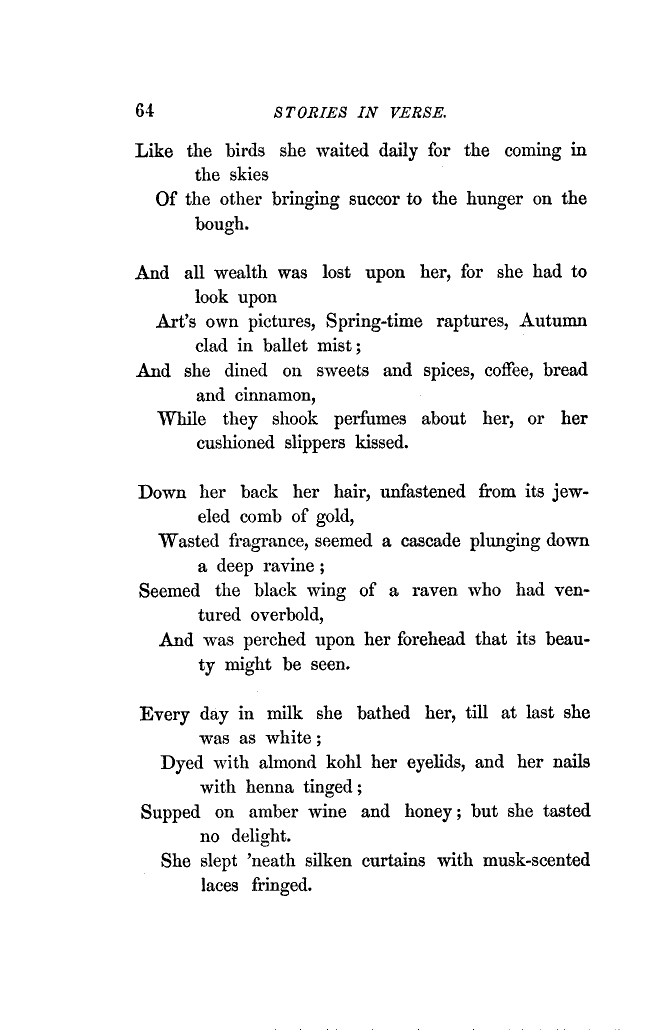 64 STORIES IN VERSE.
Like the birds she waited daily for the coming in
the skies
Of the other bringing succor to the hunger on the
bough.
And all wealth was lost upon her, for she had to
look upon
Art's own pictures, Spring-time raptures, Autumn
clad in ballet mist;
And she dined on sweets and spices, coffee, bread
and cinnamon,
While they shook perfumes about her, or her
cushioned slippers kissed.
Down her back her hair, unfastened from its jew-
eled comb of gold,
Wasted fragrance, seemed a cascade plunging down
a deep ravine;
Seemed the black wing of a raven who had ven-
tured overbold,
And was perched upon her forehead that its beau-
ty might be seen.
Every day in milk she bathed her, till at last she
was as white;
Dyed with almond kohl her eyelids, and her nails
with henna tinged;
Supped on amber wine and honey; but she tasted
no delight.
She slept 'neath silken curtains with musk-scented
laces fringed.